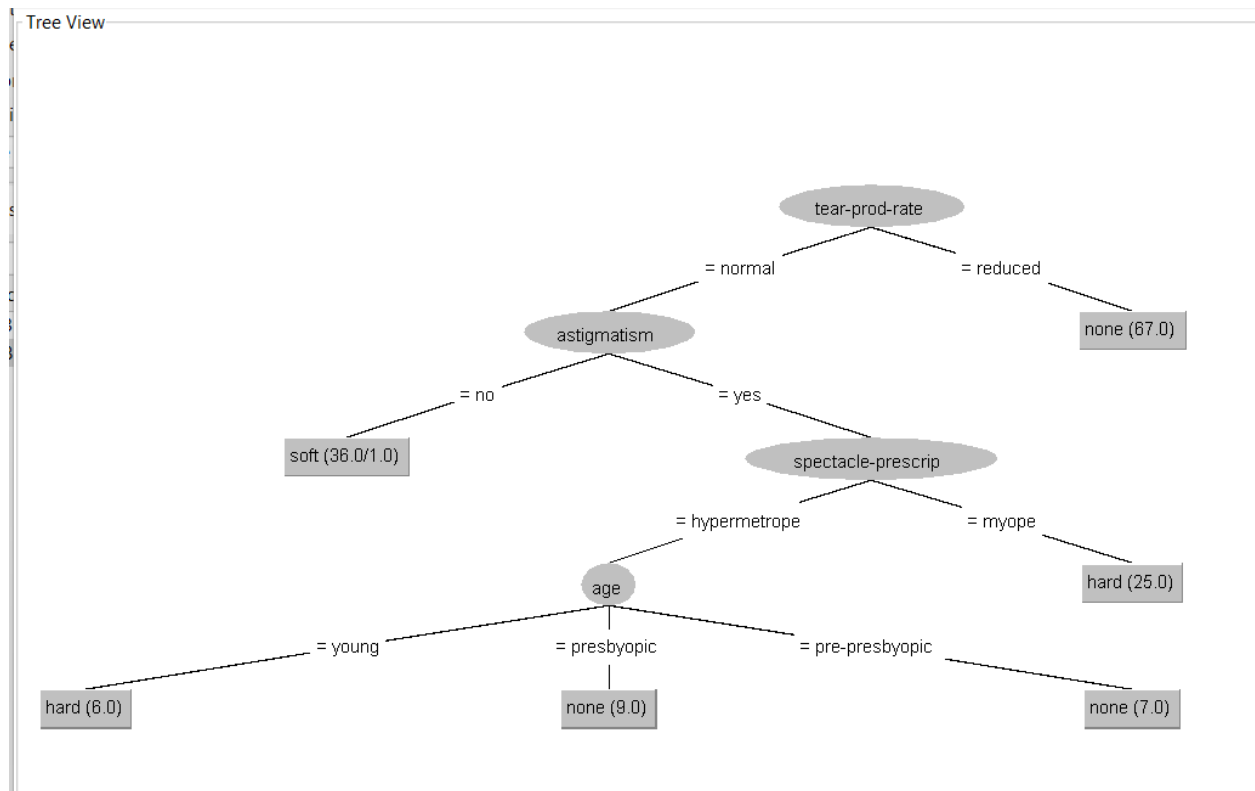 Tree View
tear-prod-rate
= normal
= reduced
astigmatism
none (67.0)
= no
= yes
soft (36.0/1.0)
spectacle-prescrip
= hypermetrope
= myope
age
hard (25.0)
= young
= presbyopic
= pre-presbyopic
hard (6.0)
none (9.0)
none (7.0)